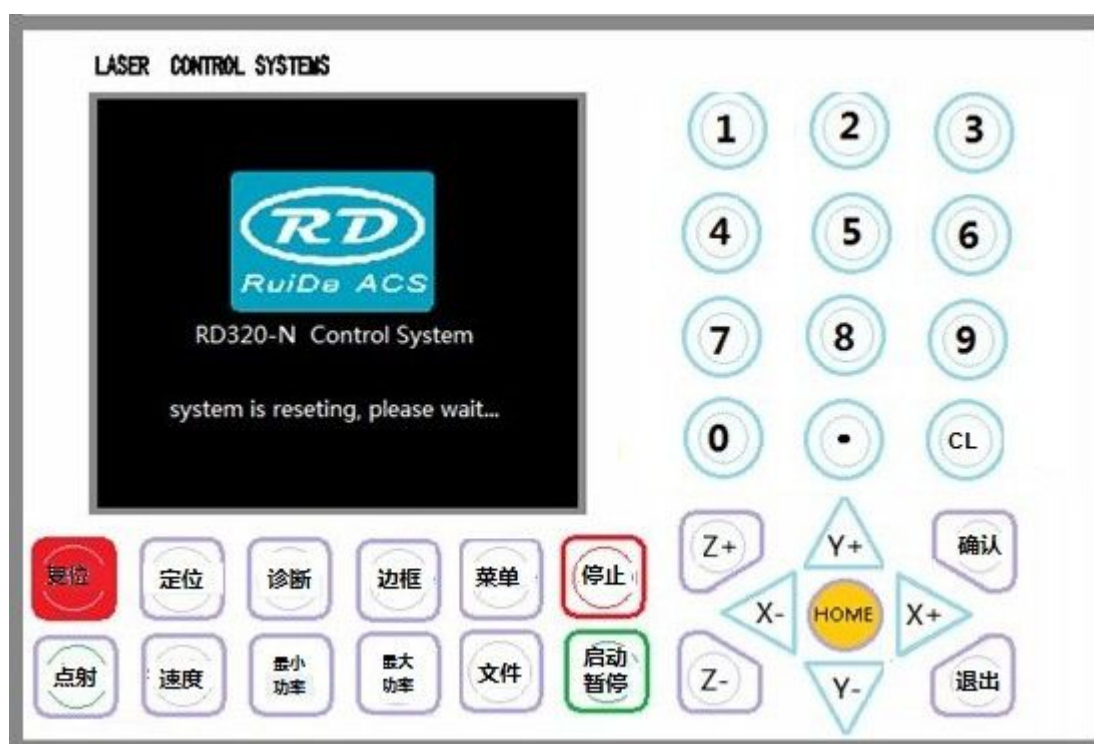 LASER CONTROL SYSTEMS
RD
RuiDa ACS
RD320-N Control System
system is reseting, please wait...
1 2 3
4 5 6
7 8 9
0 . CL
Z+ Y+ 确认
X- HOME X+
Z- Y- 退出
复位 定位 诊断 边框 菜单 停止
点射 速度 最小 最大 文件 启动
功率 功率 暂停